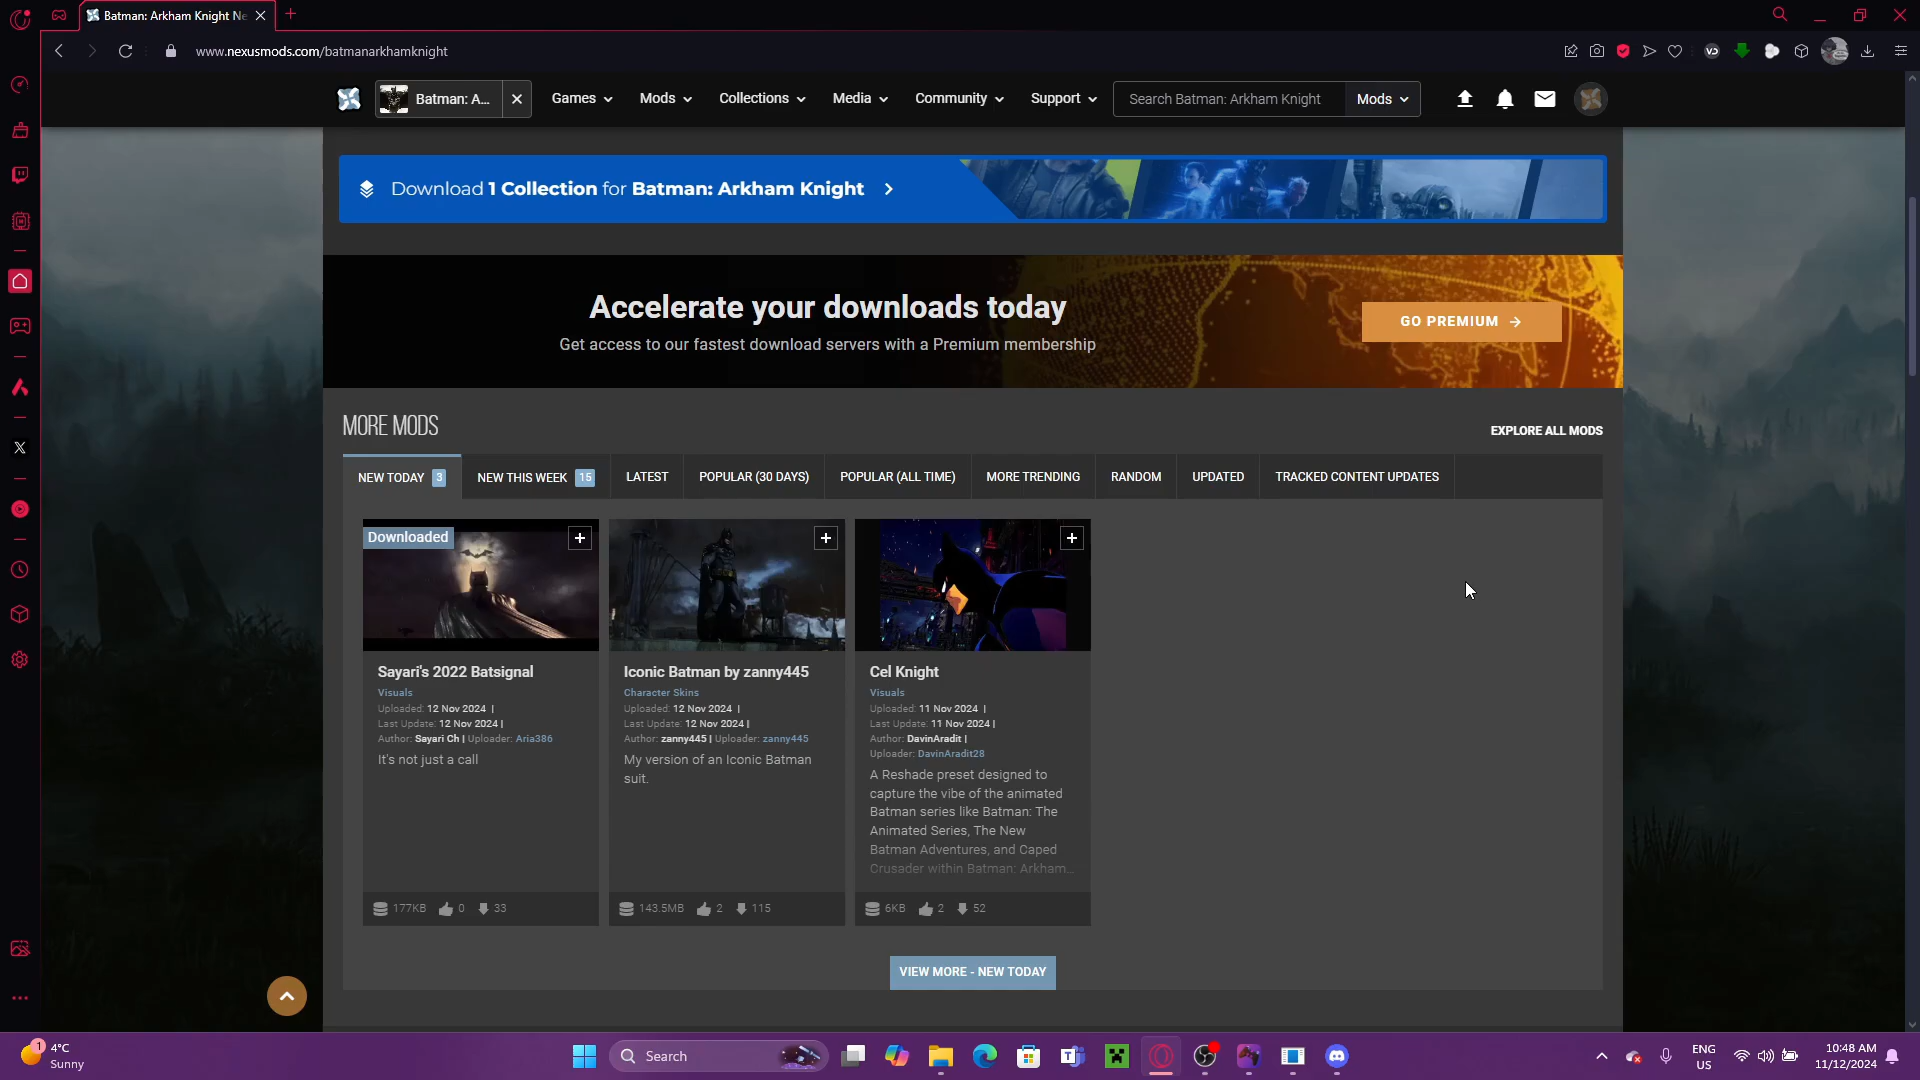 Batman: Arkham Knight Ne
www.nexusmods.com/batmanarkhamknight
Batman: A...
Games
Mods
Collections
Media
Community
Support
Search Batman: Arkham Knight
Mods
Download 1 Collection for Batman: Arkham Knight
Accelerate your downloads today
Get access to our fastest download servers with a Premium membership
GO PREMIUM
MORE MODS
EXPLORE ALL MODS
NEW TODAY 3
NEW THIS WEEK 15
LATEST
POPULAR (30 DAYS)
POPULAR (ALL TIME)
MORE TRENDING
RANDOM
UPDATED
TRACKED CONTENT UPDATES
Downloaded
Sayari's 2022 Batsignal
Visuals
Uploaded: 12 Nov 2024 |
Last Update: 12 Nov 2024 |
Author: Sayari Ch | Uploader: Aria386
It's not just a call
177KB 0 33
Iconic Batman by zanny445
Character Skins
Uploaded: 12 Nov 2024 |
Last Update: 12 Nov 2024 |
Author: zanny445 | Uploader: zanny445
My version of an Iconic Batman
suit.
143.5MB 2 115
Cel Knight
Visuals
Uploaded: 11 Nov 2024 |
Last Update: 11 Nov 2024 |
Author: DavinAradit |
Uploader: DavinAradit28
A Reshade preset designed to
capture the vibe of the animated
Batman series like Batman: The
Animated Series, The New
Batman Adventures, and Caped
Crusader within Batman: Arkham...
6KB 2 52
VIEW MORE - NEW TODAY
1
4°C
Sunny
Search
ENG
US
10:48 AM
11/12/2024